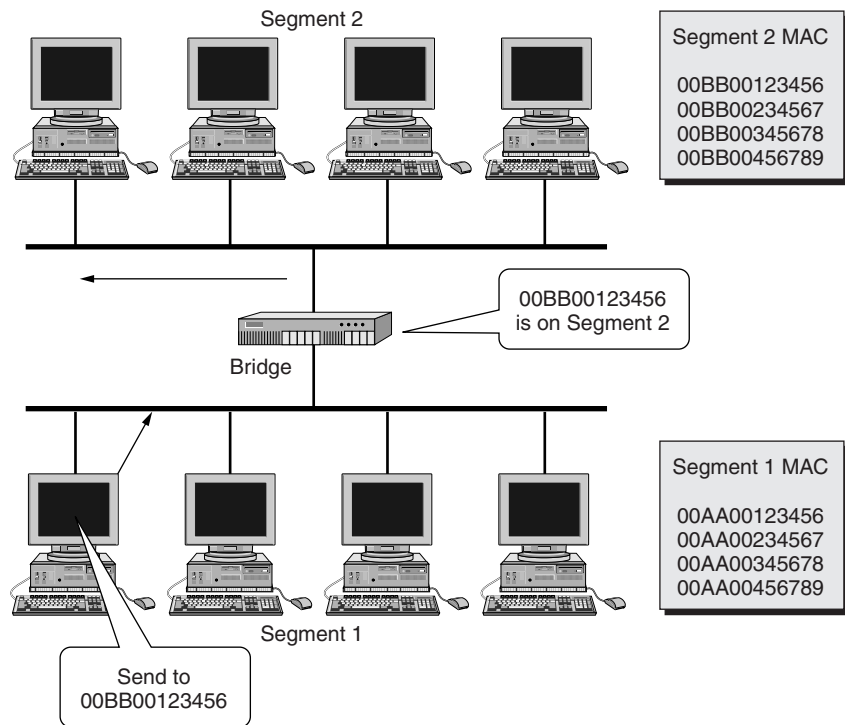 Segment 2
Segment 2 MAC
00BB00123456
00BB00234567
00BB00345678
00BB00456789
00BB00123456
is on Segment 2
Bridge
Segment 1 MAC
00AA00123456
00AA00234567
00AA00345678
00AA00456789
Segment 1
Send to
00BB00123456